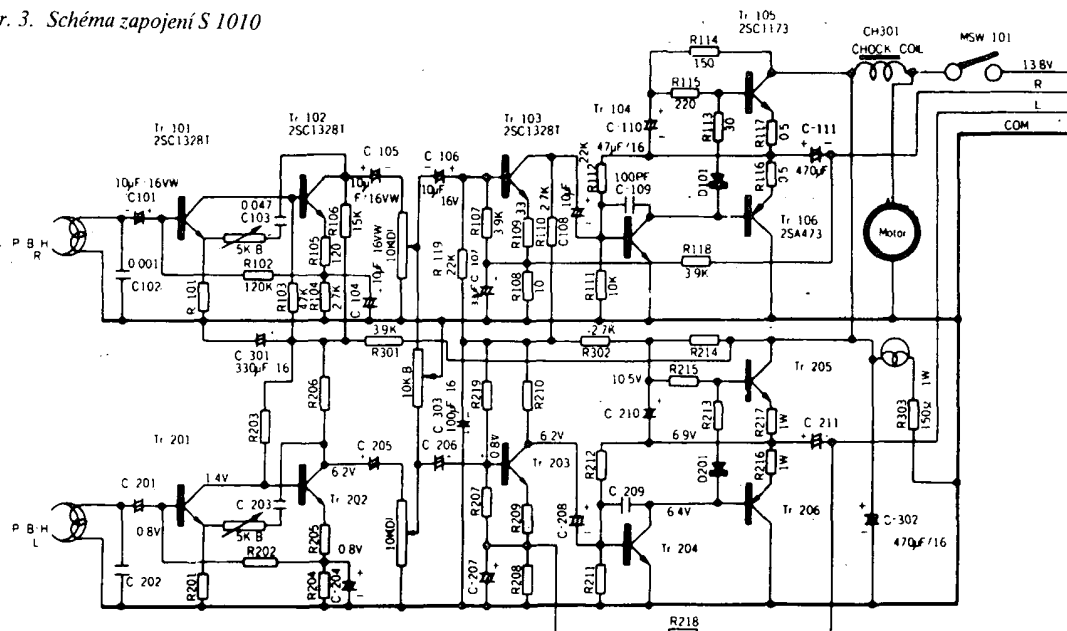 r. 3. Schéma zapojení S 1010
Tr 105
2SC1173
R114
150
CH301
CHOCK COIL
MSW 101
13.8V
R
L
COM
R115
220
Tr 104
C-110
R113
30
R117
0.5
C-111
470µF
R116
0.5
D101
Tr 106
2SA473
Motor
Tr 101
2SC1328T
Tr 102
2SC1328T
Tr 103
2SC1328T
C 105
10µF
/16VW
C 106
10µF
16V
47µF/16
22K
R112
100PF
C-109
10µF·16VW
C101
0.047
C103
5K B
R106
15K
R105
120
10µF·16VW
10MDI
R 119
22K
R107
3.9K
33
R109
2.7K
R110
10µF
C108
P B·H
R
0.001
C102
R102
120K
R 101
R103
47K
R104
2.7K
C 104
C 107
R108
10
R111
10K
R118
3.9K
C 301
330µF 16
3.9K
R301
2.7K
R302
R214
10K B
R206
C 303
100µF 16
R219
R210
10.5V
R215
Tr 205
1W
R303
150Ω
C 210
R213
R217
1W
C 211
R203
Tr 201
C 205
C 206
0.8V
6.2V
6.9V
R216
1W
C 201
1.4V
C 203
6.2V
Tr 202
Tr 203
R212
D201
P B·H
L
0.8V
5K B
R205
10MDI
R207
R209
C-208
C 209
6.4V
Tr 206
C-302
470µF/16
R202
0.8V
C 202
R201
R204
C-204
C-207
R208
R211
Tr 204
R218